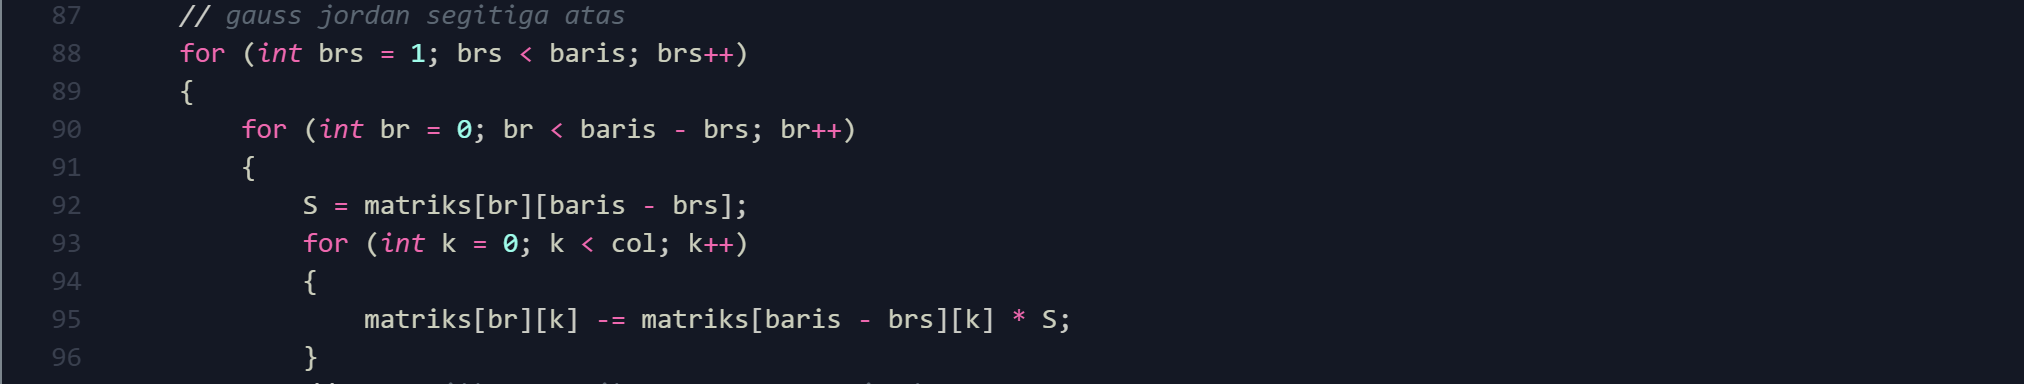 87 // gauss jordan segitiga atas
88 for (int brs = 1; brs < baris; brs++)
89 {
90 for (int br = 0; br < baris - brs; br++)
91 {
92 S = matriks[br][baris - brs];
93 for (int k = 0; k < col; k++)
94 {
95 matriks[br][k] -= matriks[baris - brs][k] * S;
96 }